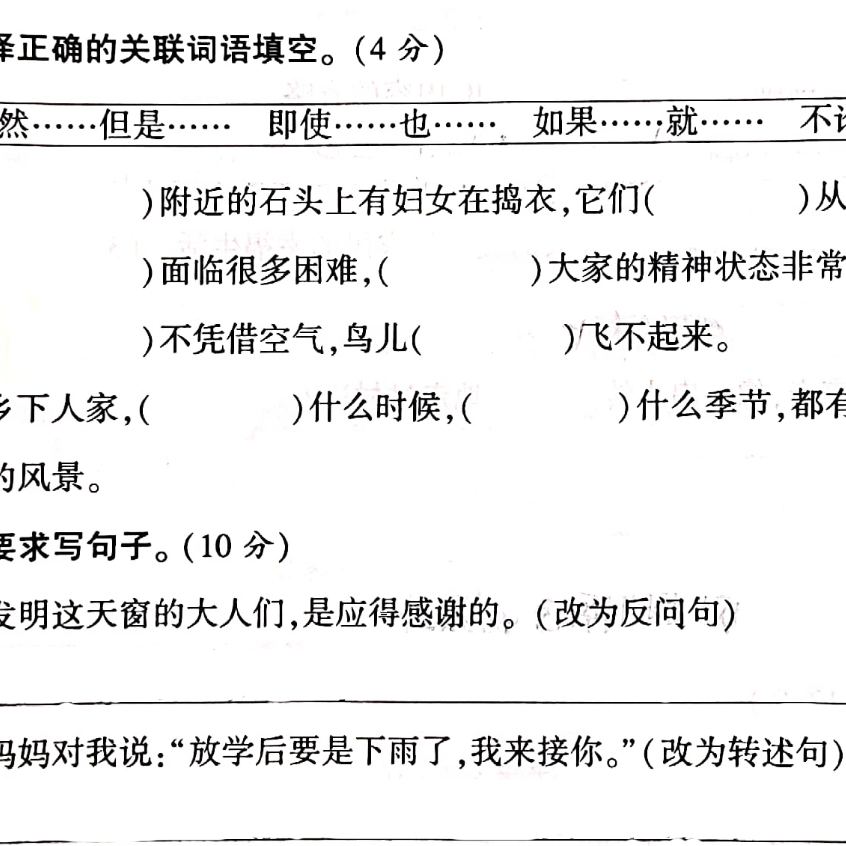 择正确的关联词语填空。(4 分)
然……但是…… 即使……也…… 如果……就…… 不论
)附近的石头上有妇女在捣衣,它们( )从
)面临很多困难,( )大家的精神状态非常
)不凭借空气,鸟儿( )飞不起来。
乡下人家,( )什么时候,( )什么季节,都有
的风景。
要求写句子。(10 分)
发明这天窗的大人们,是应得感谢的。(改为反问句)
妈妈对我说:“放学后要是下雨了,我来接你。”(改为转述句)